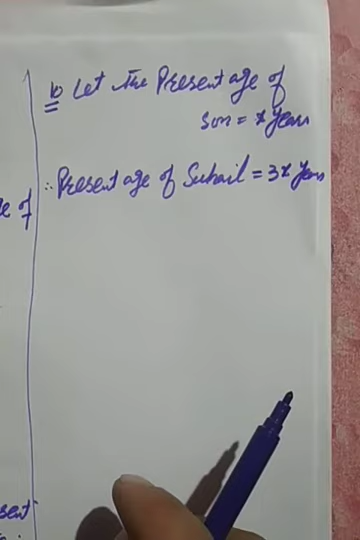 b) Let the Present age of
son = x years
∴ Present age of Suhail = 3x years